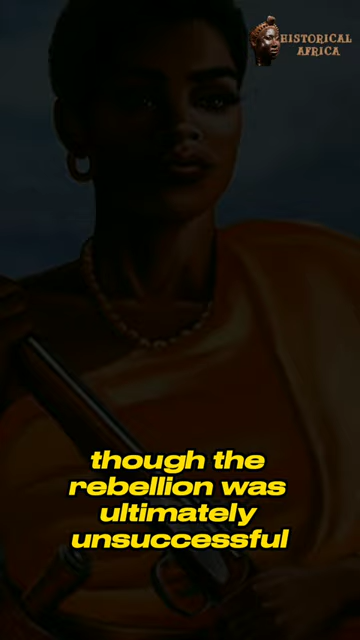 HISTORICAL
AFRICA
though the
rebellion was
ultimately
unsuccessful